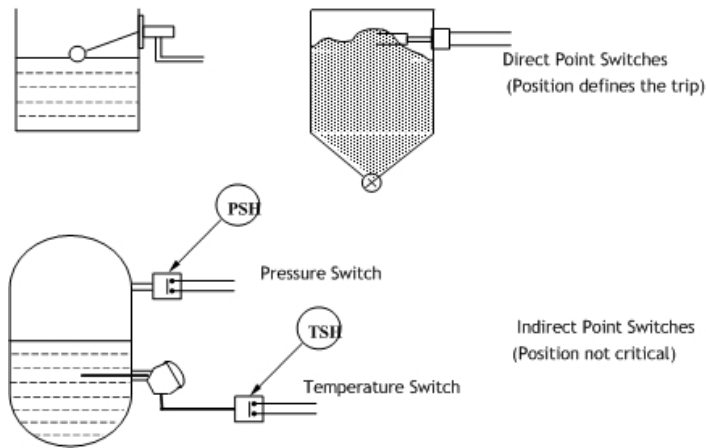 Direct Point Switches
(Position defines the trip)
PSH
Pressure Switch
TSH
Indirect Point Switches
(Position not critical)
Temperature Switch